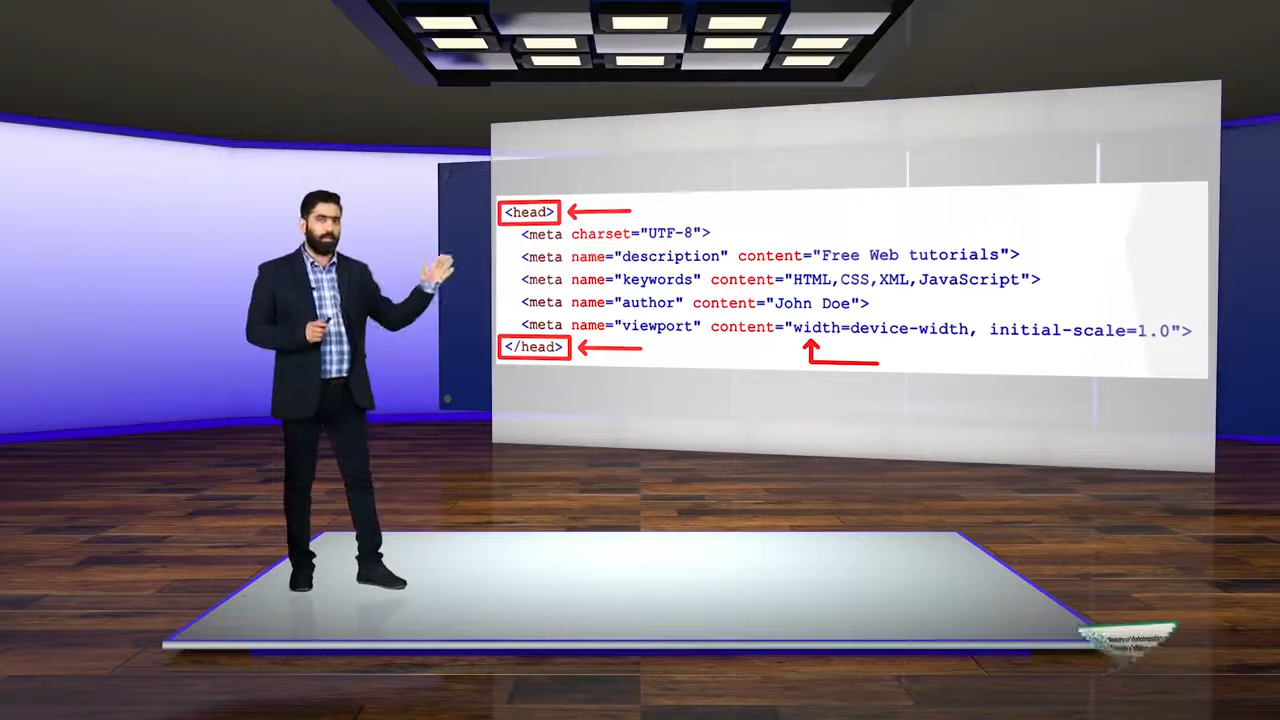 <head>
<meta charset="UTF-8">
<meta name="description" content="Free Web tutorials">
<meta name="keywords" content="HTML,CSS,XML,JavaScript">
<meta name="author" content="John Doe">
<meta name="viewport" content="width=device-width, initial-scale=1.0">
</head>